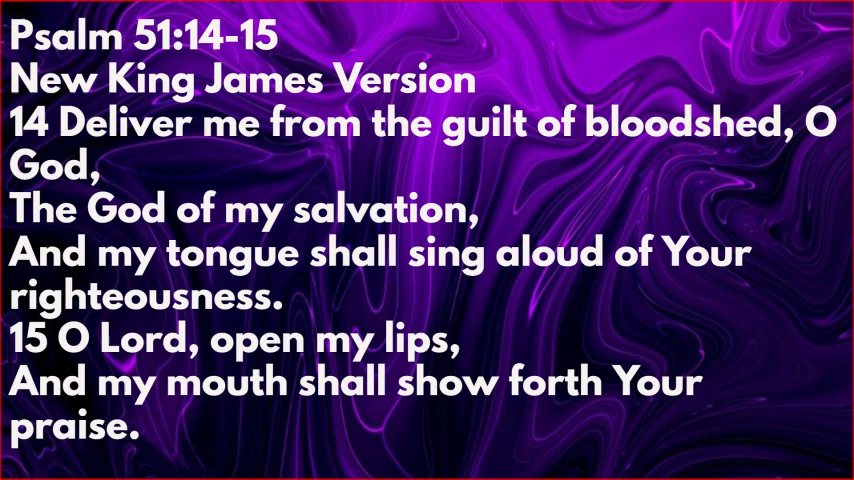 Psalm 51:14-15
New King James Version
14 Deliver me from the guilt of bloodshed, O
God,
The God of my salvation,
And my tongue shall sing aloud of Your
righteousness.
15 O Lord, open my lips,
And my mouth shall show forth Your
praise.